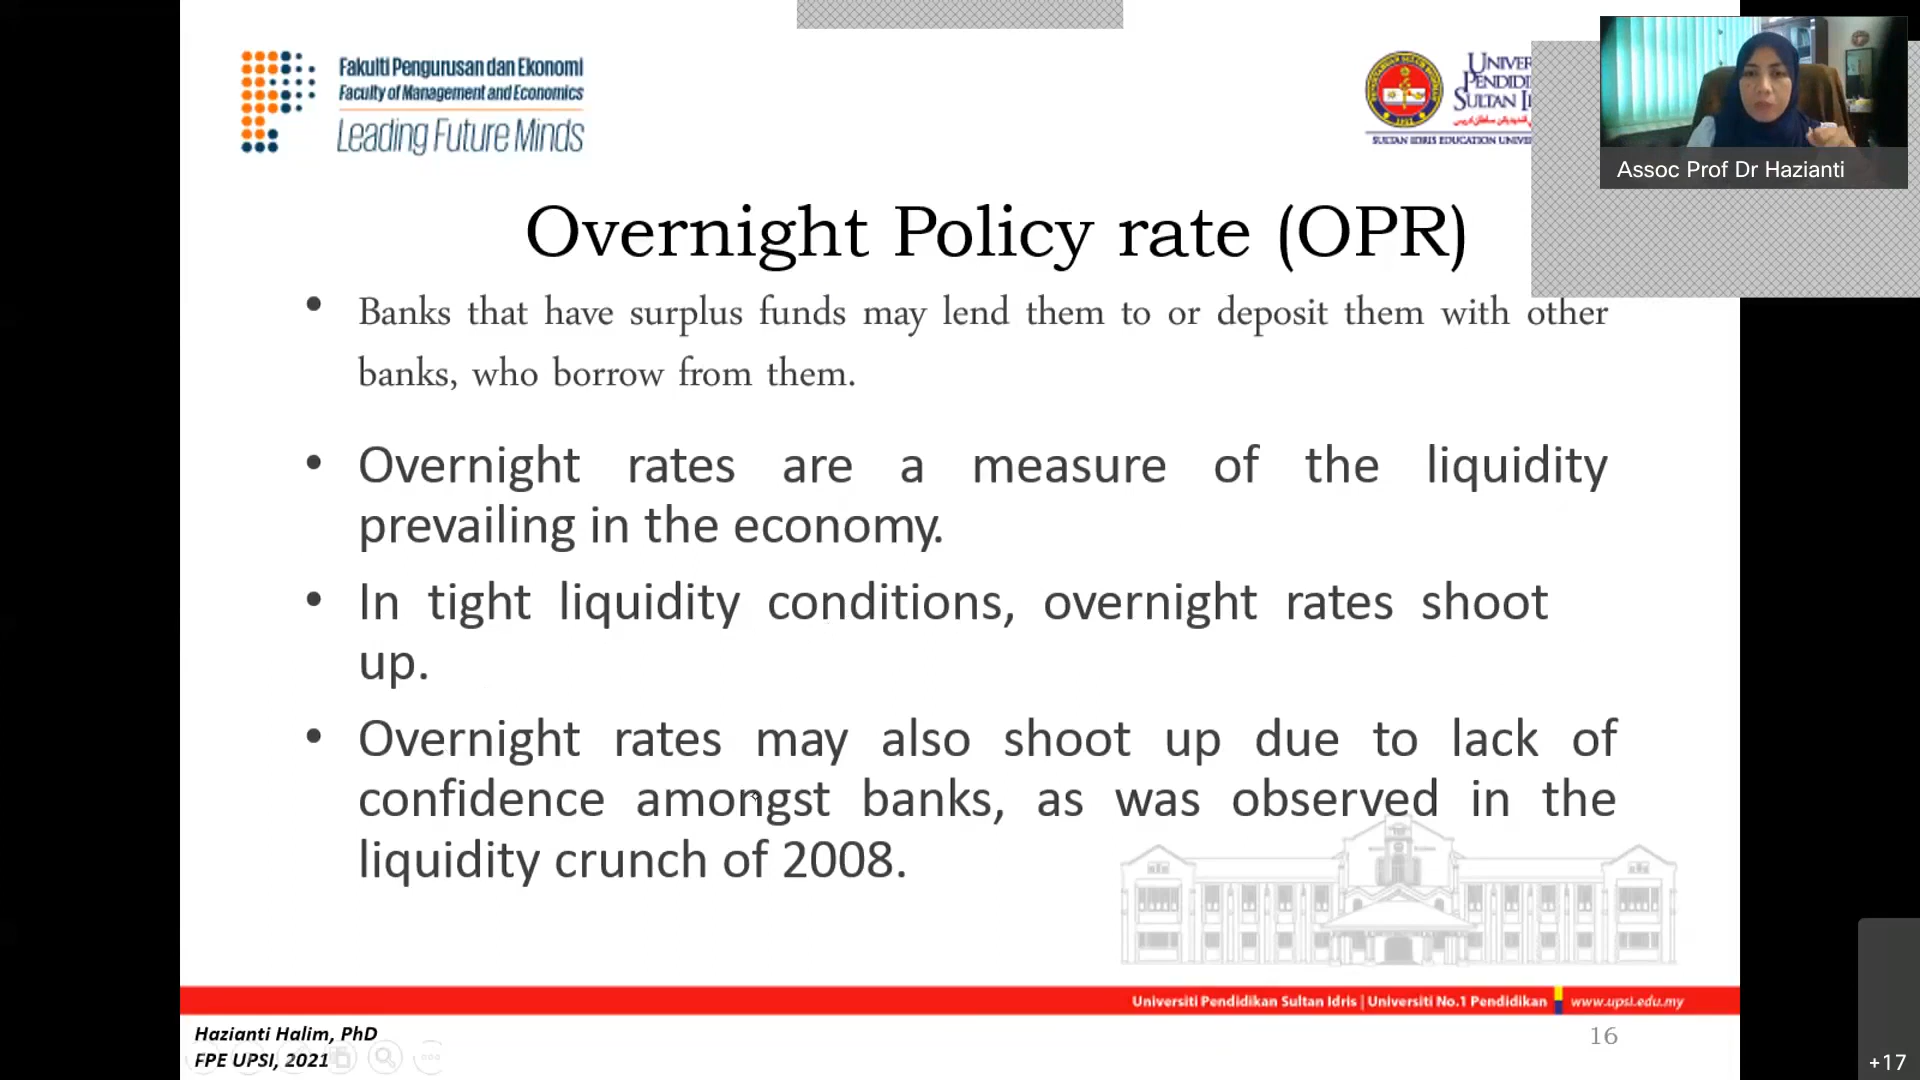 Fakulti Pengurusan dan Ekonomi
Faculty of Management and Economics
Leading Future Minds
SULTAN IDRIS EDUCATION
Assoc Prof Dr Hazianti
Overnight Policy rate (OPR)
• Banks that have surplus funds may lend them to or deposit them with other
banks, who borrow from them.
• Overnight rates are a measure of the liquidity
prevailing in the economy.
• In tight liquidity conditions, overnight rates shoot
up.
• Overnight rates may also shoot up due to lack of
confidence amongst banks, as was observed in the
liquidity crunch of 2008.
Universiti Pendidikan Sultan Idris | Universiti No.1 Pendidikan www.upsi.edu.my
Hazianti Halim, PhD
FPE UPSI, 2021
16
+17